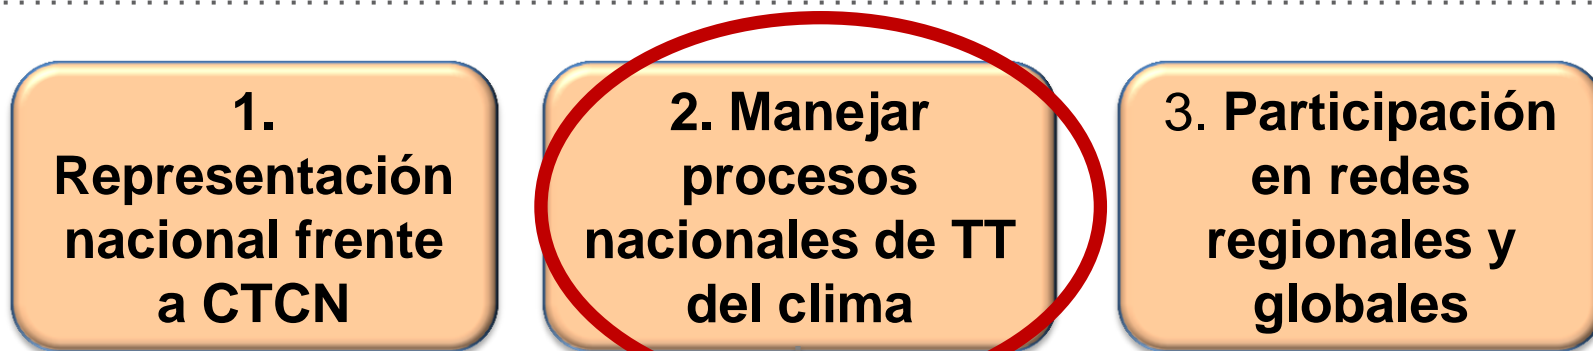 1.
Representación
nacional frente
a CTCN
2. Manejar
procesos
nacionales de TT
del clima
3. Participación
en redes
regionales y
globales